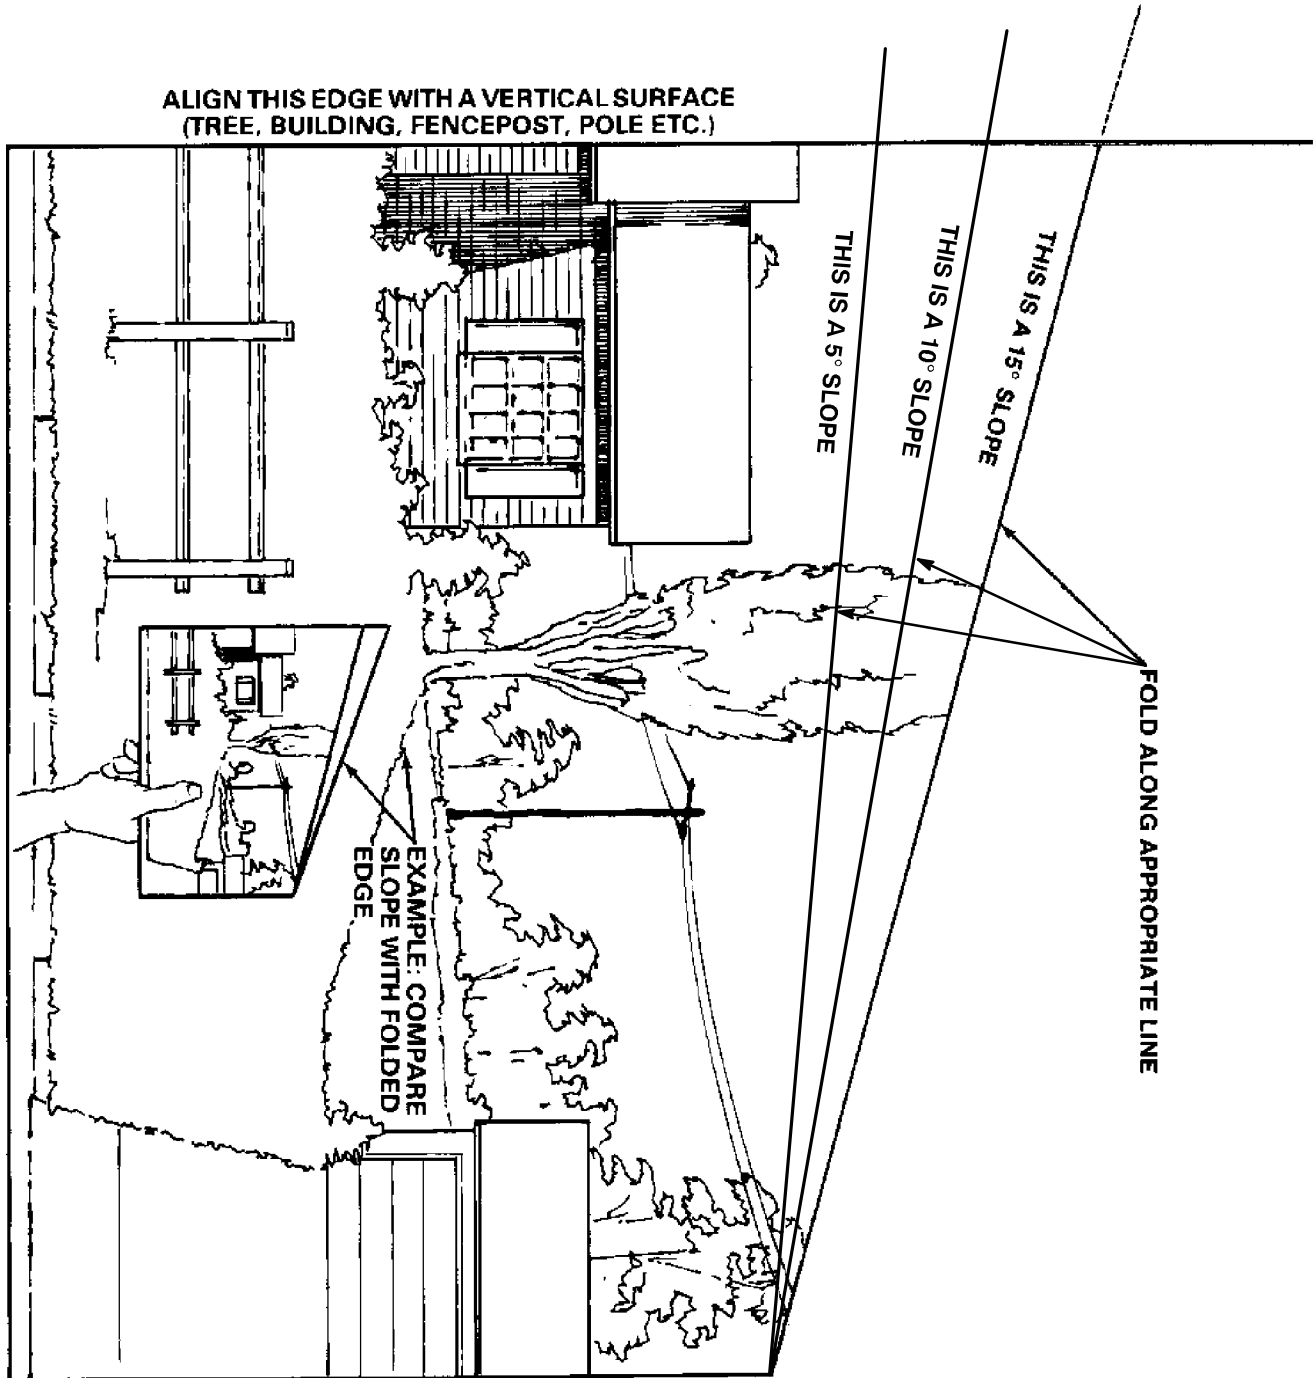 ALIGN THIS EDGE WITH A VERTICAL SURFACE
(TREE, BUILDING, FENCEPOST, POLE ETC.)
THIS IS A 5° SLOPE
THIS IS A 10° SLOPE
THIS IS A 15° SLOPE
FOLD ALONG APPROPRIATE LINE
EXAMPLE: COMPARE
SLOPE WITH FOLDED
EDGE